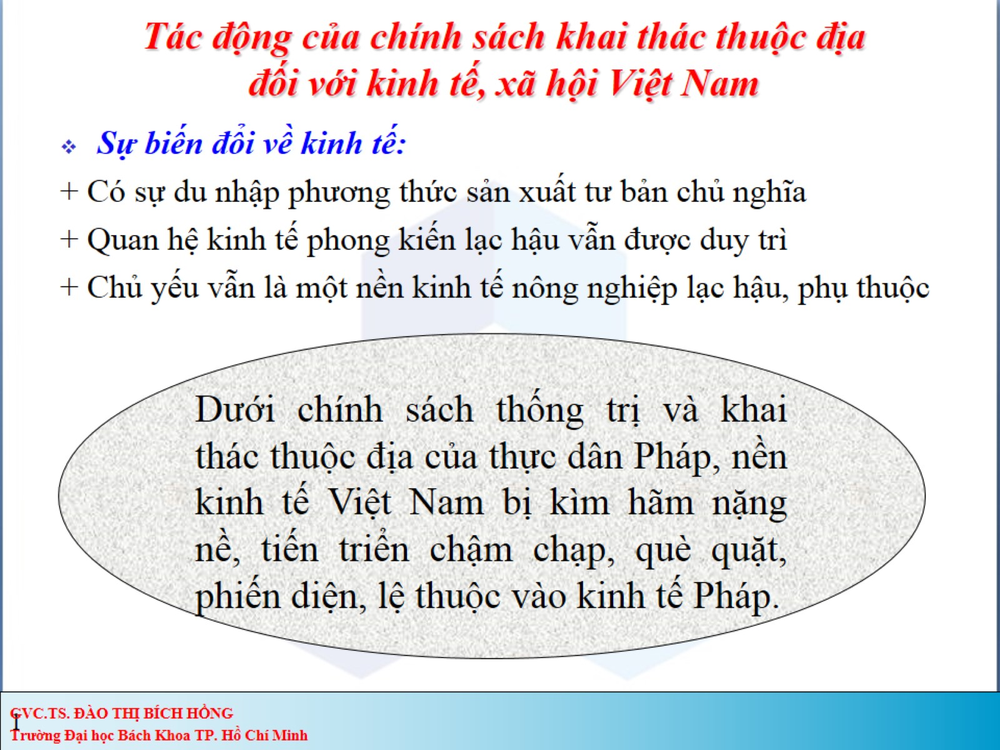 Tác động của chính sách khai thác thuộc địa
đối với kinh tế, xã hội Việt Nam
❖ Sự biến đổi về kinh tế:
+ Có sự du nhập phương thức sản xuất tư bản chủ nghĩa
+ Quan hệ kinh tế phong kiến lạc hậu vẫn được duy trì
+ Chủ yếu vẫn là một nền kinh tế nông nghiệp lạc hậu, phụ thuộc
Dưới chính sách thống trị và khai
thác thuộc địa của thực dân Pháp, nền
kinh tế Việt Nam bị kìm hãm nặng
nề, tiến triển chậm chạp, què quặt,
phiến diện, lệ thuộc vào kinh tế Pháp.
GVC.TS. ĐÀO THỊ BÍCH HỒNG
1
Trường Đại học Bách Khoa TP. Hồ Chí Minh